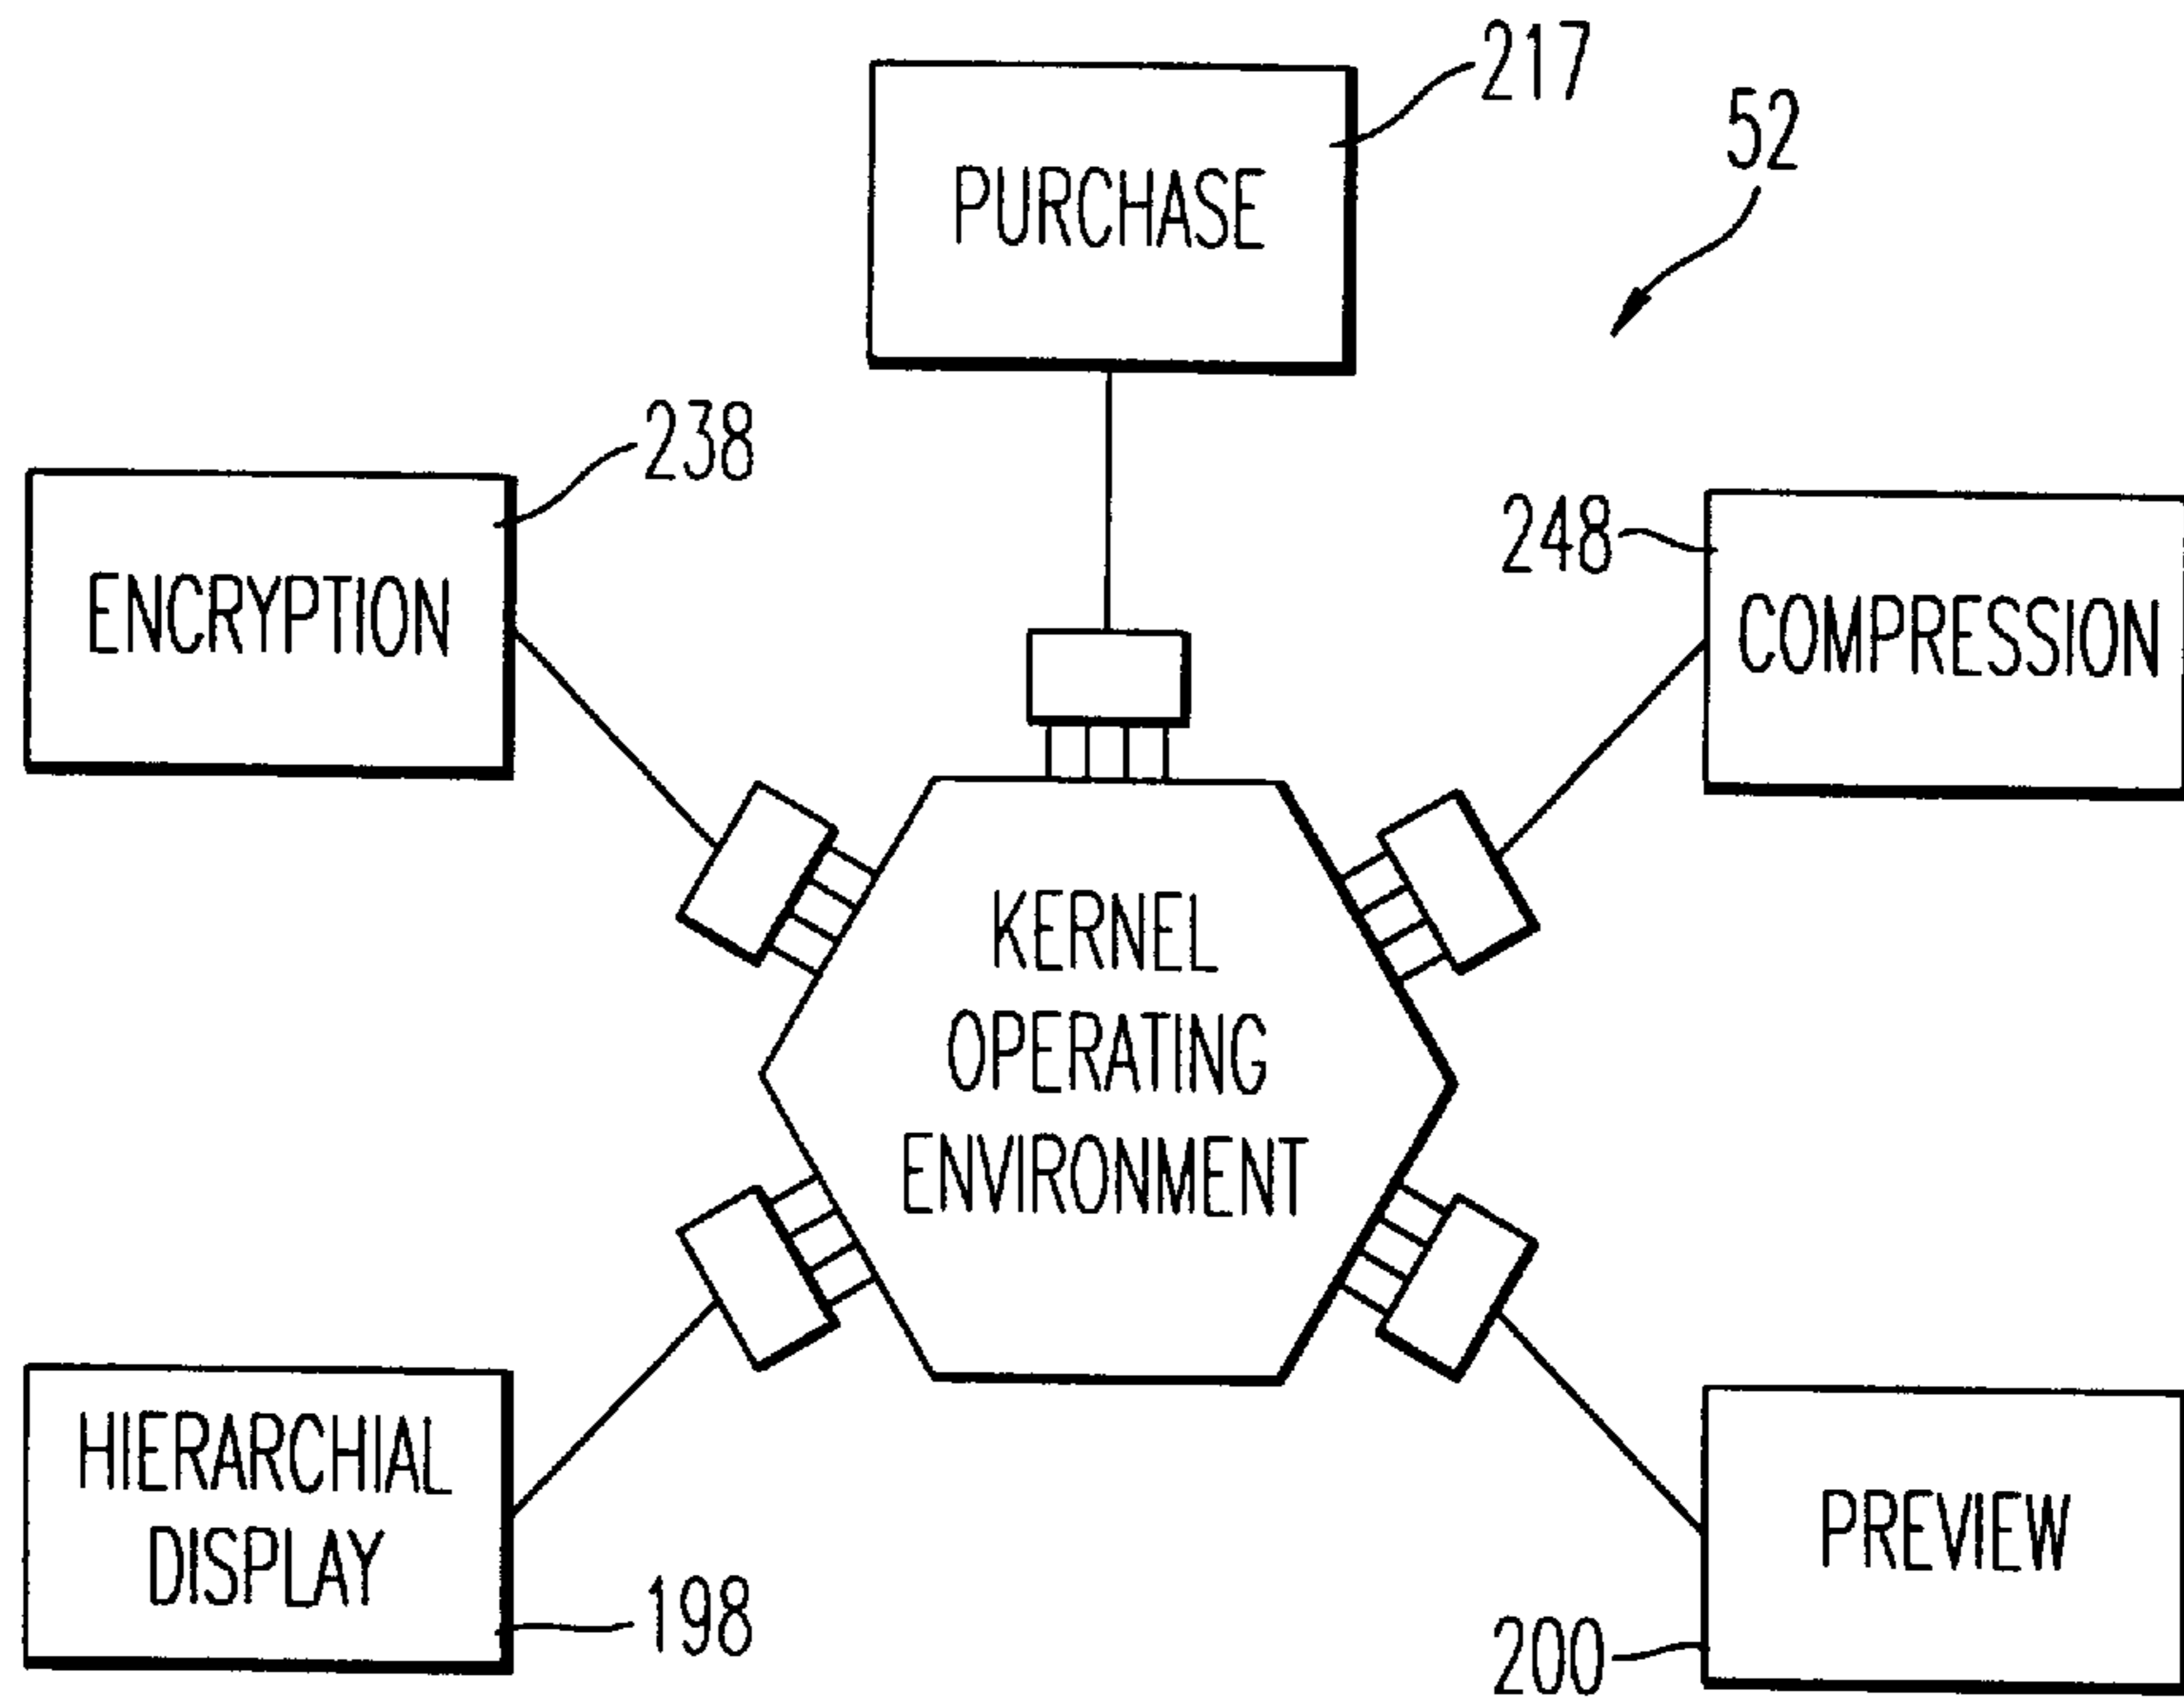 217
PURCHASE
52
238
ENCRYPTION
248
COMPRESSION
KERNEL
OPERATING
ENVIRONMENT
HIERARCHIAL
DISPLAY
198
PREVIEW
200